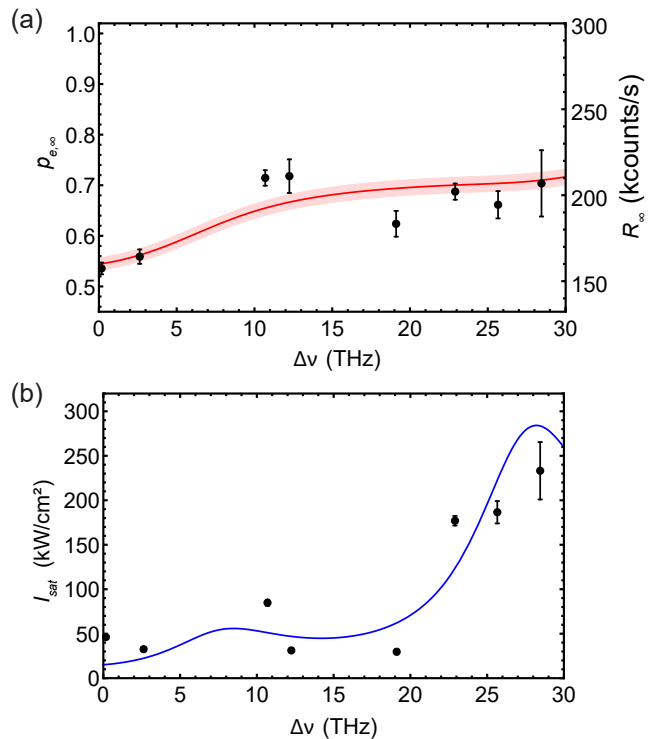 (a)
1.0
0.9
0.8
0.7
0.6
0.5
p_{e,∞}
300
250
200
150
R_∞ (kcounts/s)
0 5 10 15 20 25 30
Δν (THz)
(b)
300
250
200
150
100
50
0
I_{sat} (kW/cm²)
0 5 10 15 20 25 30
Δν (THz)